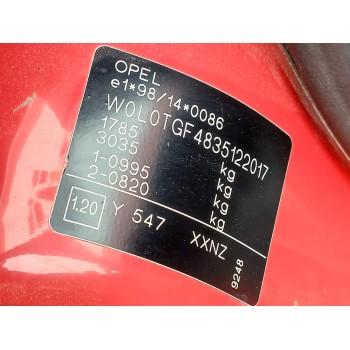 OPEL
e1*98/14*0086
W0L0TGF4835122017
1785 kg
3035 kg
1-0995 kg
2-0820 kg
1.20 Y 547 XXNZ
9248